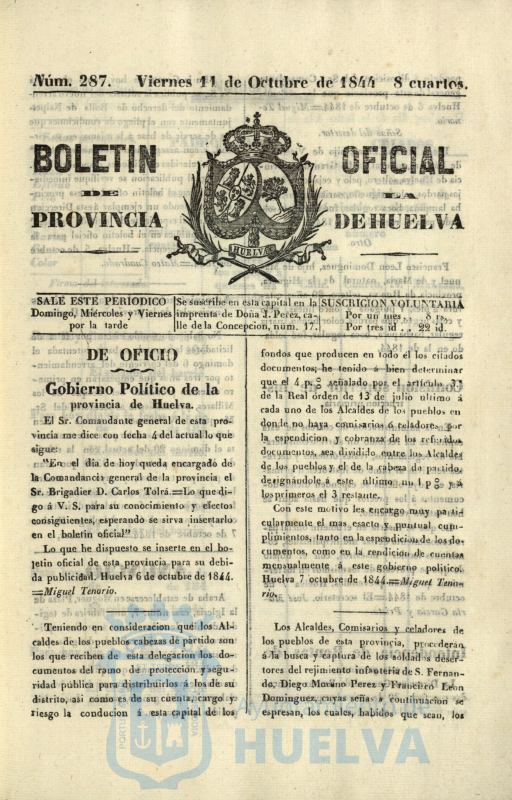 Núm. 287. Viernes 11 de Octubre de 1844 8 cuartos.
BOLETIN OFICIAL
DE LA
PROVINCIA DE HUELVA
HUELVA
SALE ESTE PERIODICO
Domingo, Miércoles y Viernes
por la tarde
Se suscribe en esta capital en la
imprenta de Doña J. Perez, ca-
lle de la Concepcion, num. 17.
SUSCRICION VOLUNTARIA
Por un mes 8 rs.
Por tres id . . 22 id.
DE OFICIO
Gobierno Político de la
provincia de Huelva.
El Sr. Comandante general de esta pro-
vincia me dice con fecha 4 del actual lo que
sigue:
"En el dia de hoy queda encargado de
la Comandancia general de la provincia el
Sr. Brigadier D. Carlos Tolrá.=Lo que di-
go á V. S. para su conocimiento y efectos
consiguientes, esperando se sirva insertarlo
en el boletin oficial"
Lo que he dispuesto se inserte en el bo-
letin oficial de esta provincia para su debi-
da publicidad. Huelva 6 de octubre de 1844.
=Miguel Tenorio.
Teniendo en consideracion que los Al-
caldes de los pueblos cabezas de partido son
los que reciben de esta delegacion los do-
cumentos del ramo de proteccion y segu-
ridad pública para distribuirlos á los de su
distrito, asi como es de su cuenta, cargo y
riesgo la conducion á esta capital de los
fondos que producen en todo el los citados
documentos; he tenido á bien determinar
que el 4 p.% señalado por el artículo 33
de la Real órden de 13 de julio ultimo á
cada uno de los Alcaldes de los pueblos en
donde no haya comisarios ó celadores, por
la espendicion y cobranza de los referidos
documentos, sea dividido entre los Alcaldes
de los pueblos y el de la cabeza de partido,
designándole á este último un 1 p.% y á
los primeros el 3 restante.
Con este motivo les encargo muy parti-
cularmente el mas esacto y puntual cum-
plimientos, tanto en la espendicion de los do-
cumentos, como en la rendicion de cuentas
mensualmente á este gobierno político.
Huelva 7 octubre de 1844.=Miguel Teno-
rio.
Los Alcaldes, Comisarios y celadores de
los pueblos de esta provincia, procederan
á la busca y captura de los soldados deser-
tores del rejimiento infanteria de S. Fernan-
do, Diego Moreno Perez y Francisco Leon
Dominguez, cuyas señas á continuacion se
espresan, los cuales, habidos que sean, los
Ayuntamiento de
HUELVA